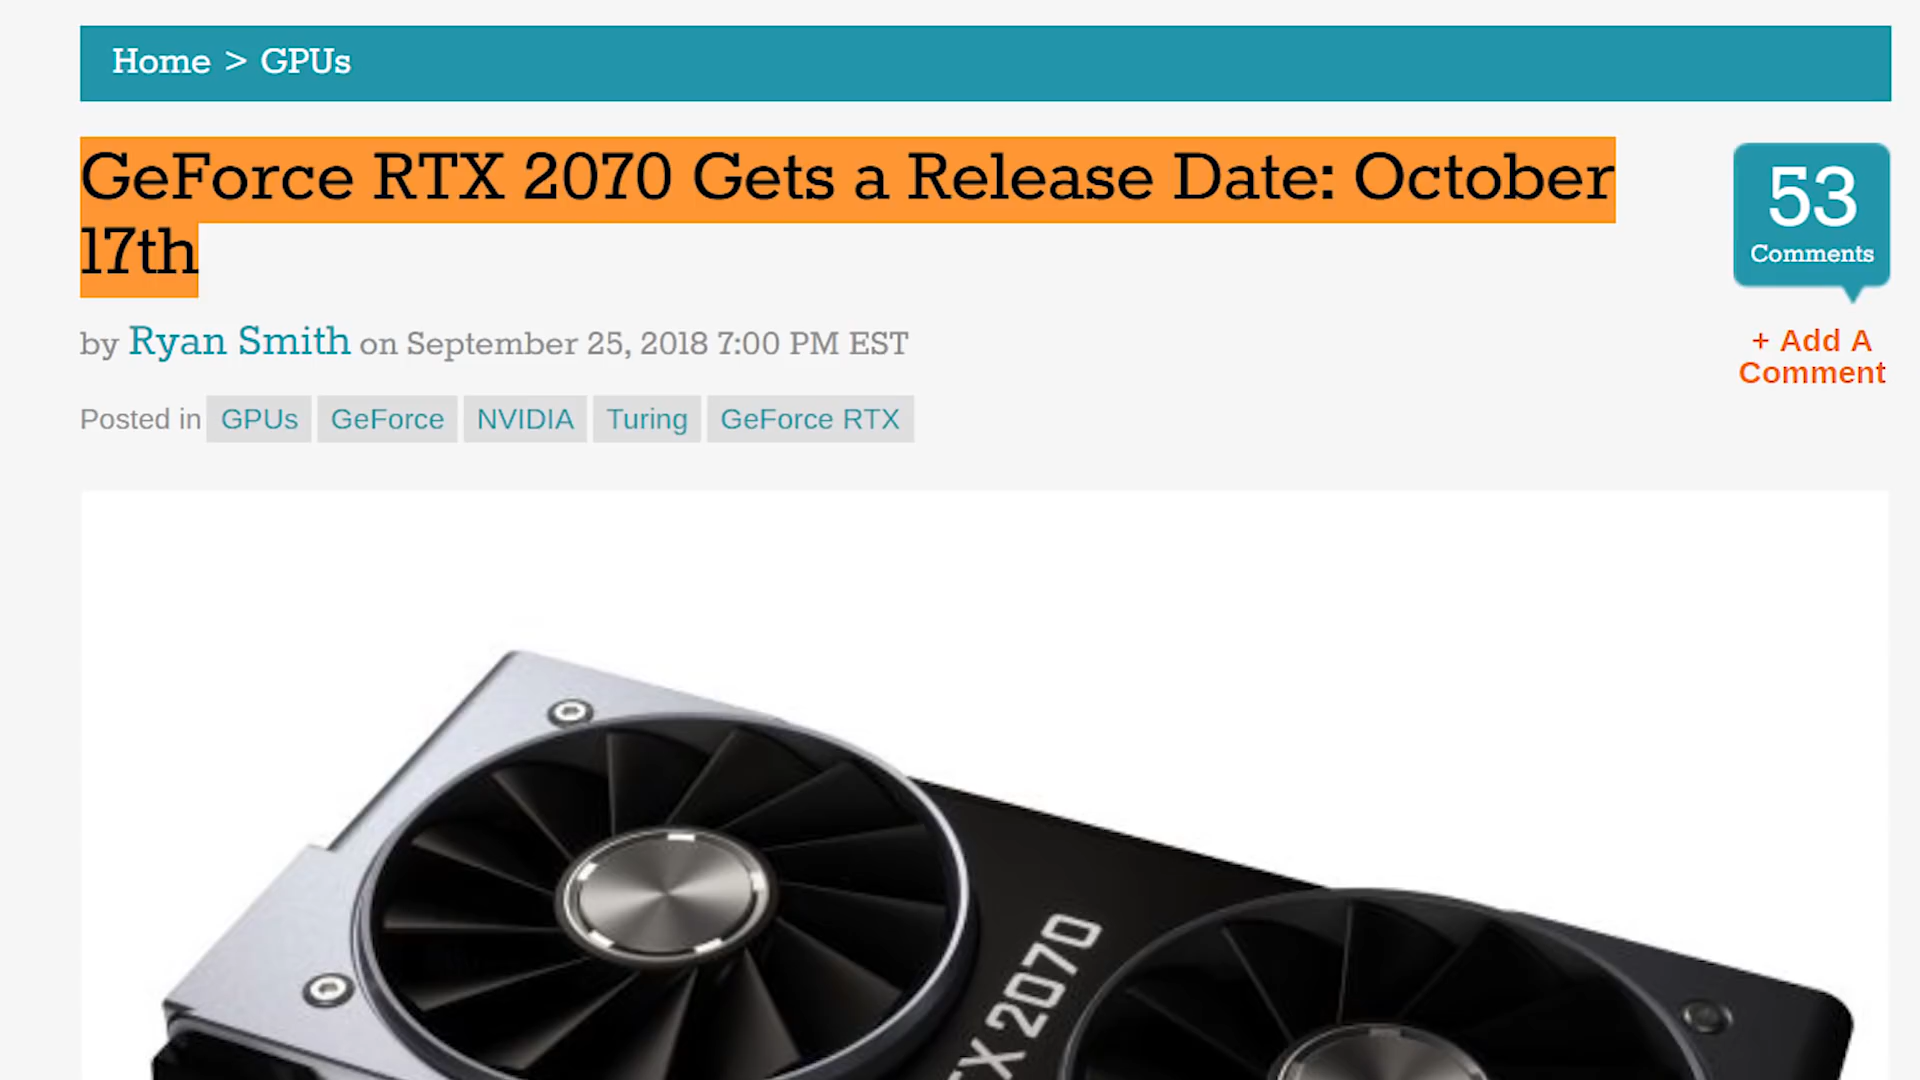 Home > GPUs
GeForce RTX 2070 Gets a Release Date: October
17th
53
Comments
by Ryan Smith on September 25, 2018 7:00 PM EST
+ Add A
Comment
Posted in GPUs GeForce NVIDIA Turing GeForce RTX
2070